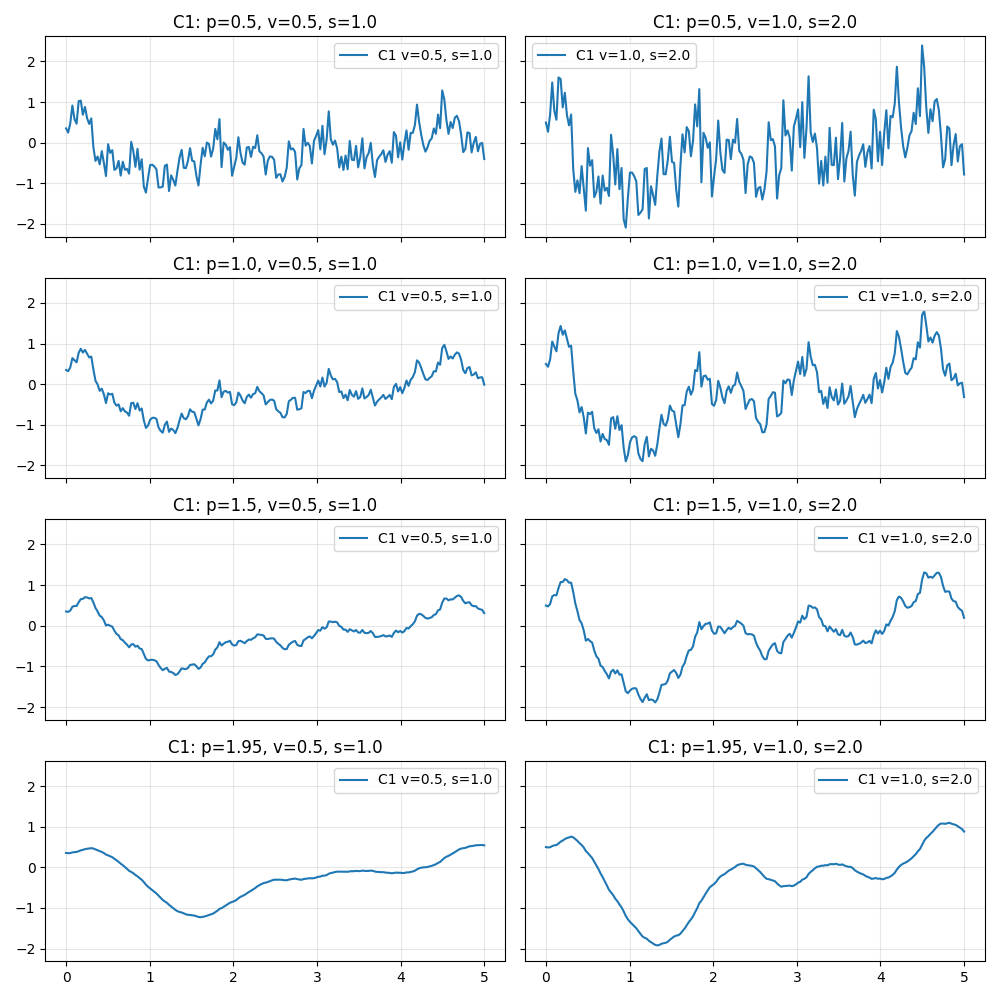 C1: p=0.5, v=0.5, s=1.0
C1 v=0.5, s=1.0
2
1
0
−1
−2
C1: p=0.5, v=1.0, s=2.0
C1 v=1.0, s=2.0
C1: p=1.0, v=0.5, s=1.0
C1 v=0.5, s=1.0
2
1
0
−1
−2
C1: p=1.0, v=1.0, s=2.0
C1 v=1.0, s=2.0
C1: p=1.5, v=0.5, s=1.0
C1 v=0.5, s=1.0
2
1
0
−1
−2
C1: p=1.5, v=1.0, s=2.0
C1 v=1.0, s=2.0
C1: p=1.95, v=0.5, s=1.0
C1 v=0.5, s=1.0
2
1
0
−1
−2
0 1 2 3 4 5
C1: p=1.95, v=1.0, s=2.0
C1 v=1.0, s=2.0
0 1 2 3 4 5